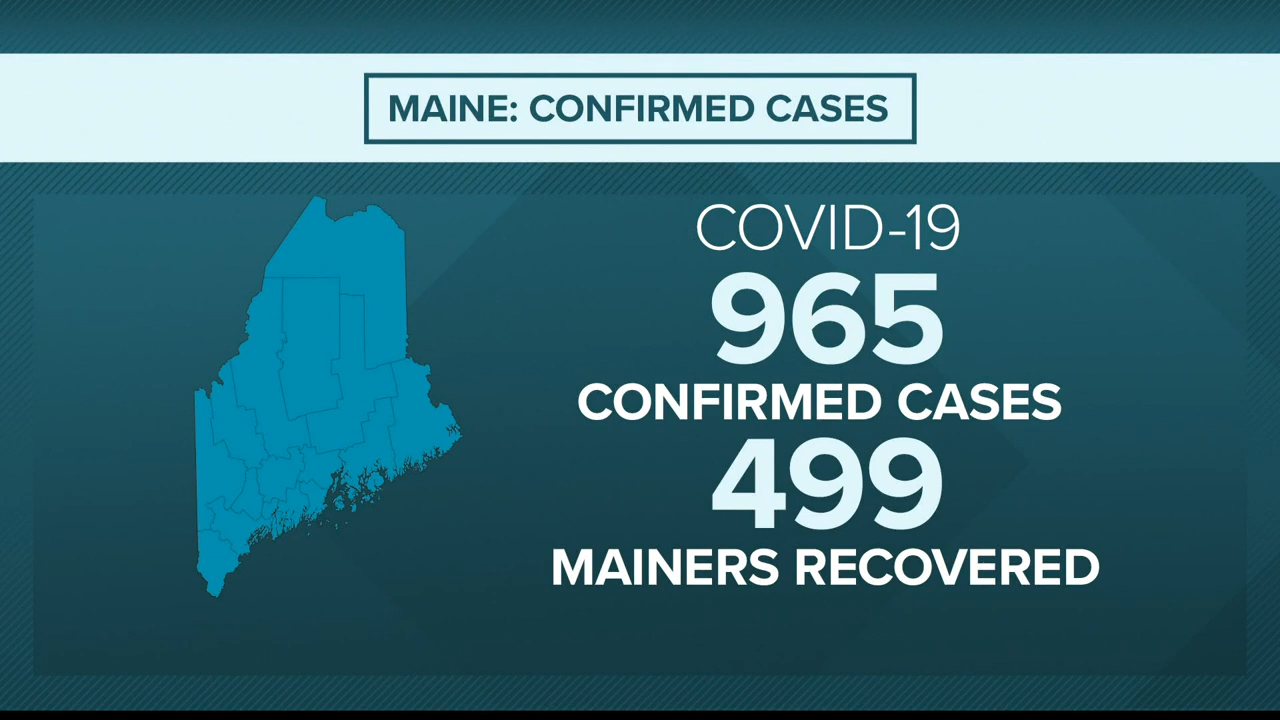 MAINE: CONFIRMED CASES
COVID-19
965
CONFIRMED CASES
499
MAINERS RECOVERED